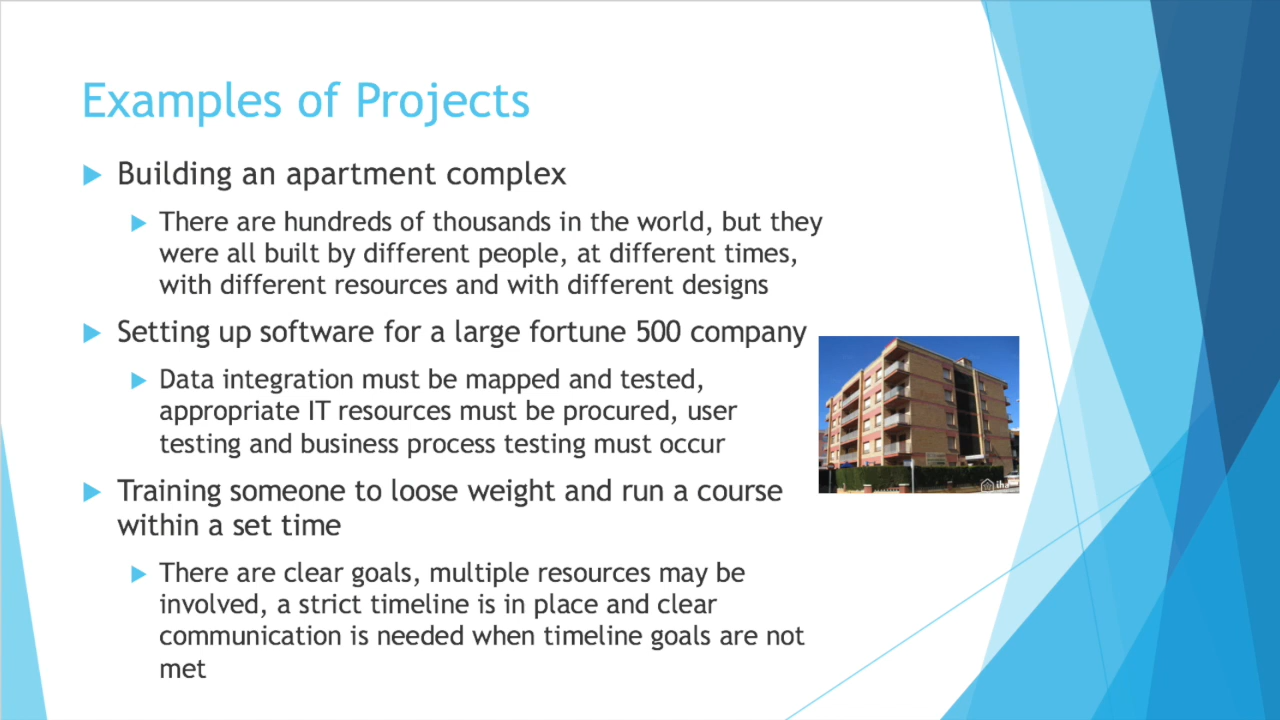 Examples of Projects
Building an apartment complex
There are hundreds of thousands in the world, but they
were all built by different people, at different times,
with different resources and with different designs
Setting up software for a large fortune 500 company
Data integration must be mapped and tested,
appropriate IT resources must be procured, user
testing and business process testing must occur
Training someone to loose weight and run a course
within a set time
There are clear goals, multiple resources may be
involved, a strict timeline is in place and clear
communication is needed when timeline goals are not
met
iha